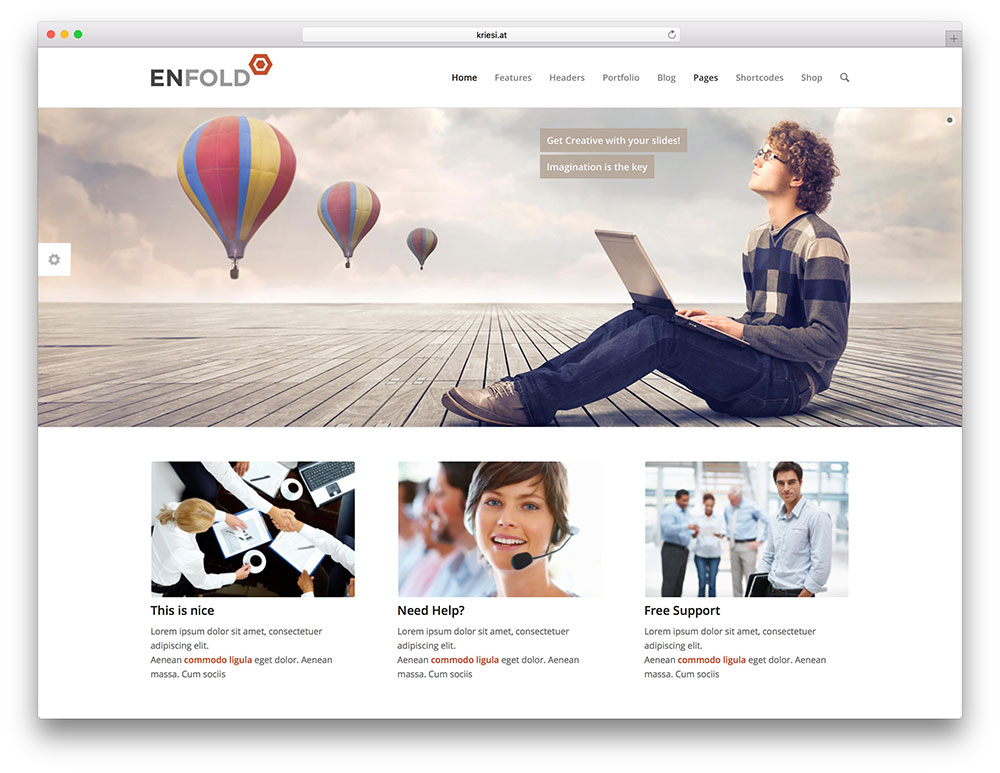 kriesi.at
ENFOLD
Home Features Headers Portfolio Blog Pages Shortcodes Shop
Get Creative with your slides!
Imagination is the key
This is nice
Lorem ipsum dolor sit amet, consectetuer
adipiscing elit.
Aenean commodo ligula eget dolor. Aenean
massa. Cum sociis
Need Help?
Lorem ipsum dolor sit amet, consectetuer
adipiscing elit.
Aenean commodo ligula eget dolor. Aenean
massa. Cum sociis
Free Support
Lorem ipsum dolor sit amet, consectetuer
adipiscing elit.
Aenean commodo ligula eget dolor. Aenean
massa. Cum sociis